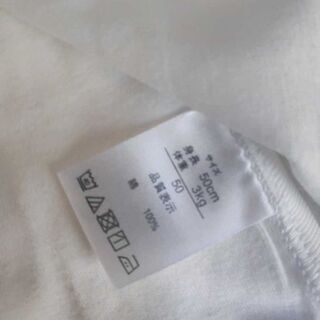 サイズ
身長 50cm
体重 3kg
50
品質表示
綿 100%